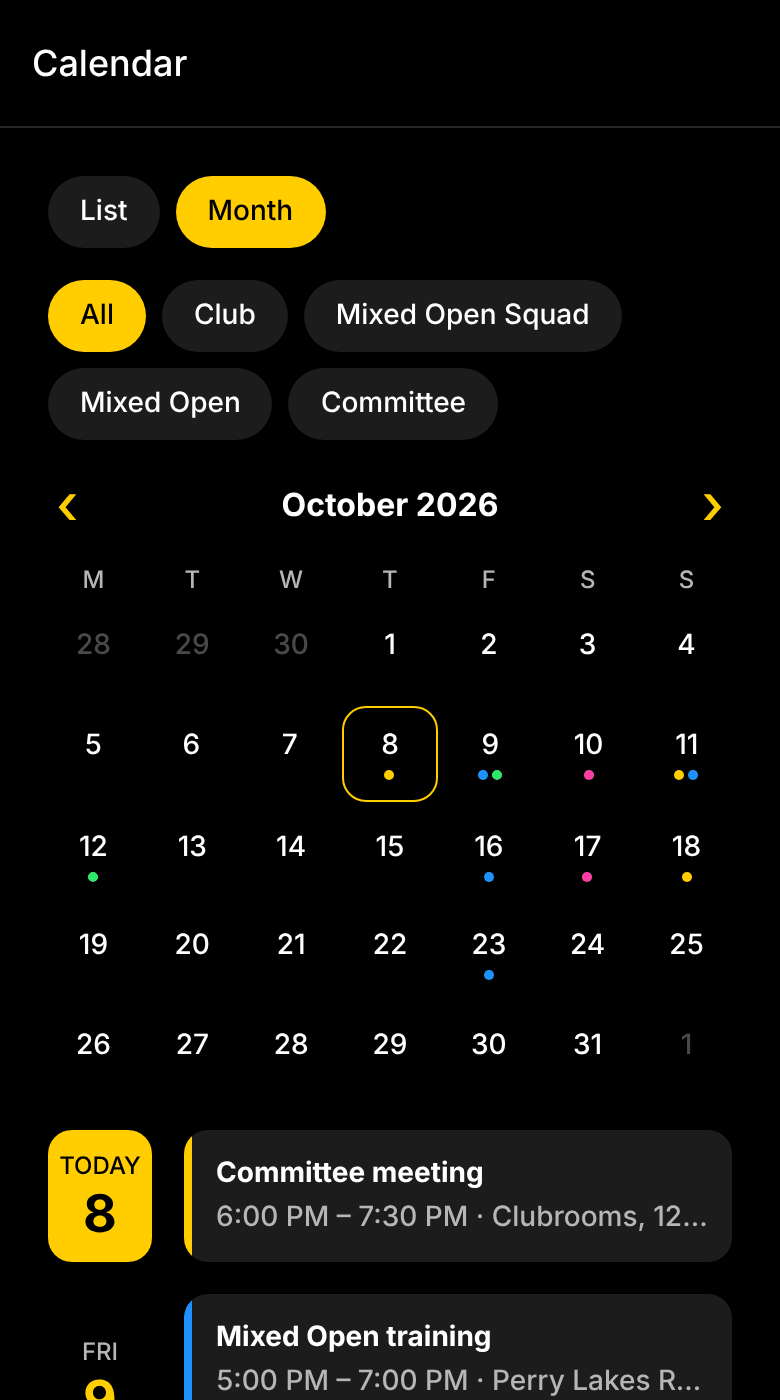 Calendar
List Month
All Club Mixed Open Squad
Mixed Open Committee
‹ October 2026 ›
M T W T F S S
28 29 30 1 2 3 4
5 6 7 8 9 10 11
12 13 14 15 16 17 18
19 20 21 22 23 24 25
26 27 28 29 30 31 1
TODAY
8
Committee meeting
6:00 PM – 7:30 PM · Clubrooms, 12...
FRI
9
Mixed Open training
5:00 PM – 7:00 PM · Perry Lakes R...